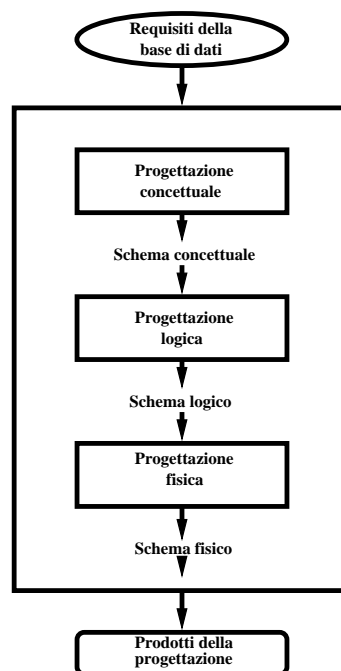 Requisiti della
base di dati
Progettazione
concettuale
Schema concettuale
Progettazione
logica
Schema logico
Progettazione
fisica
Schema fisico
Prodotti della
progettazione